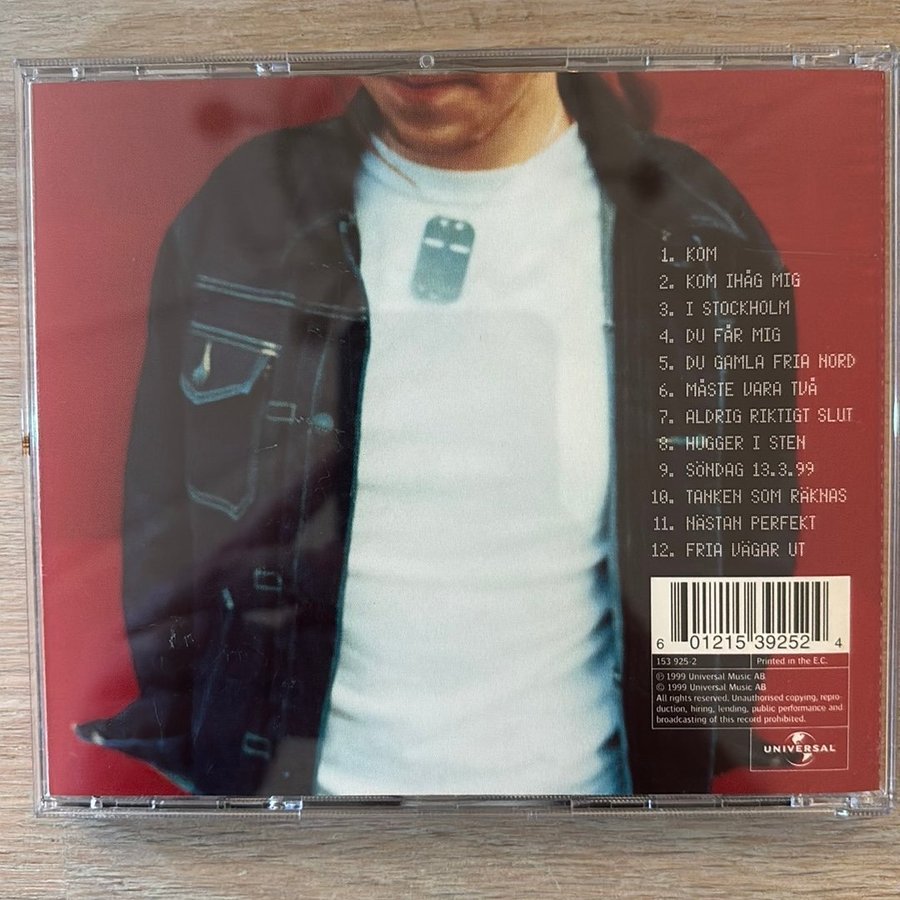 1. KOM
2. KOM IHÅG MIG
3. I STOCKHOLM
4. DU FÅR MIG
5. DU GAMLA FRIA NORD
6. MÅSTE VARA TVÅ
7. ALDRIG RIKTIGT SLUT
8. HUGGER I STEN
9. SÖNDAG 13.3.99
10. TANKEN SOM RÄKNAS
11. NÄSTAN PERFEKT
12. FRIA VÄGAR UT
6 01215 39252 4
153 925-2 Printed in the E.C.
℗ 1999 Universal Music AB
© 1999 Universal Music AB
All rights reserved. Unauthorised copying, repro-
duction, hiring, lending, public performance and
broadcasting of this record prohibited.
UNIVERSAL